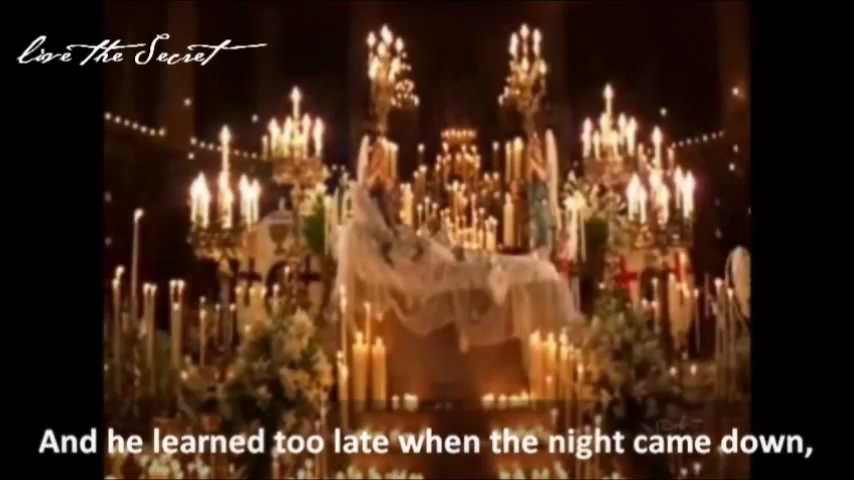 Live the Secret
And he learned too late when the night came down,